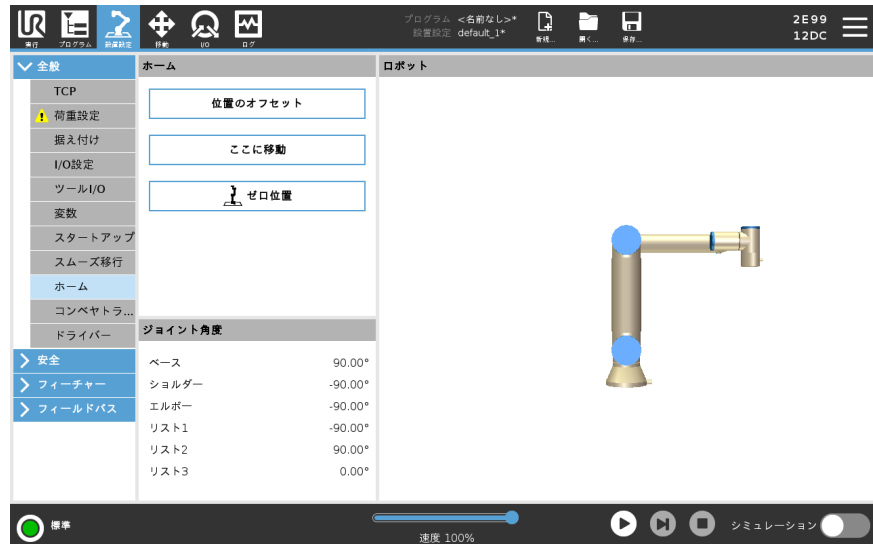 UR
実行
プログラム
設置設定
移動
I/O
ログ
プログラム <名前なし>*
設置設定 default_1*
新規...
開く...
保存...
2E99
12DC
全般
TCP
荷重設定
据え付け
I/O設定
ツールI/O
変数
スタートアップ
スムーズ移行
ホーム
コンベヤトラ...
ドライバー
安全
フィーチャー
フィールドバス
ホーム
位置のオフセット
ここに移動
ゼロ位置
ジョイント角度
ベース 90.00°
ショルダー -90.00°
エルボー -90.00°
リスト1 -90.00°
リスト2 90.00°
リスト3 0.00°
ロボット
標準
速度 100%
シミュレーション